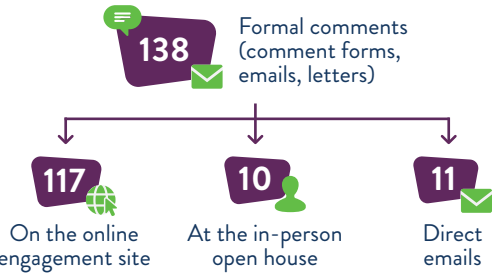 138
Formal comments
(comment forms,
emails, letters)
117
On the online
engagement site
10
At the in-person
open house
11
Direct
emails